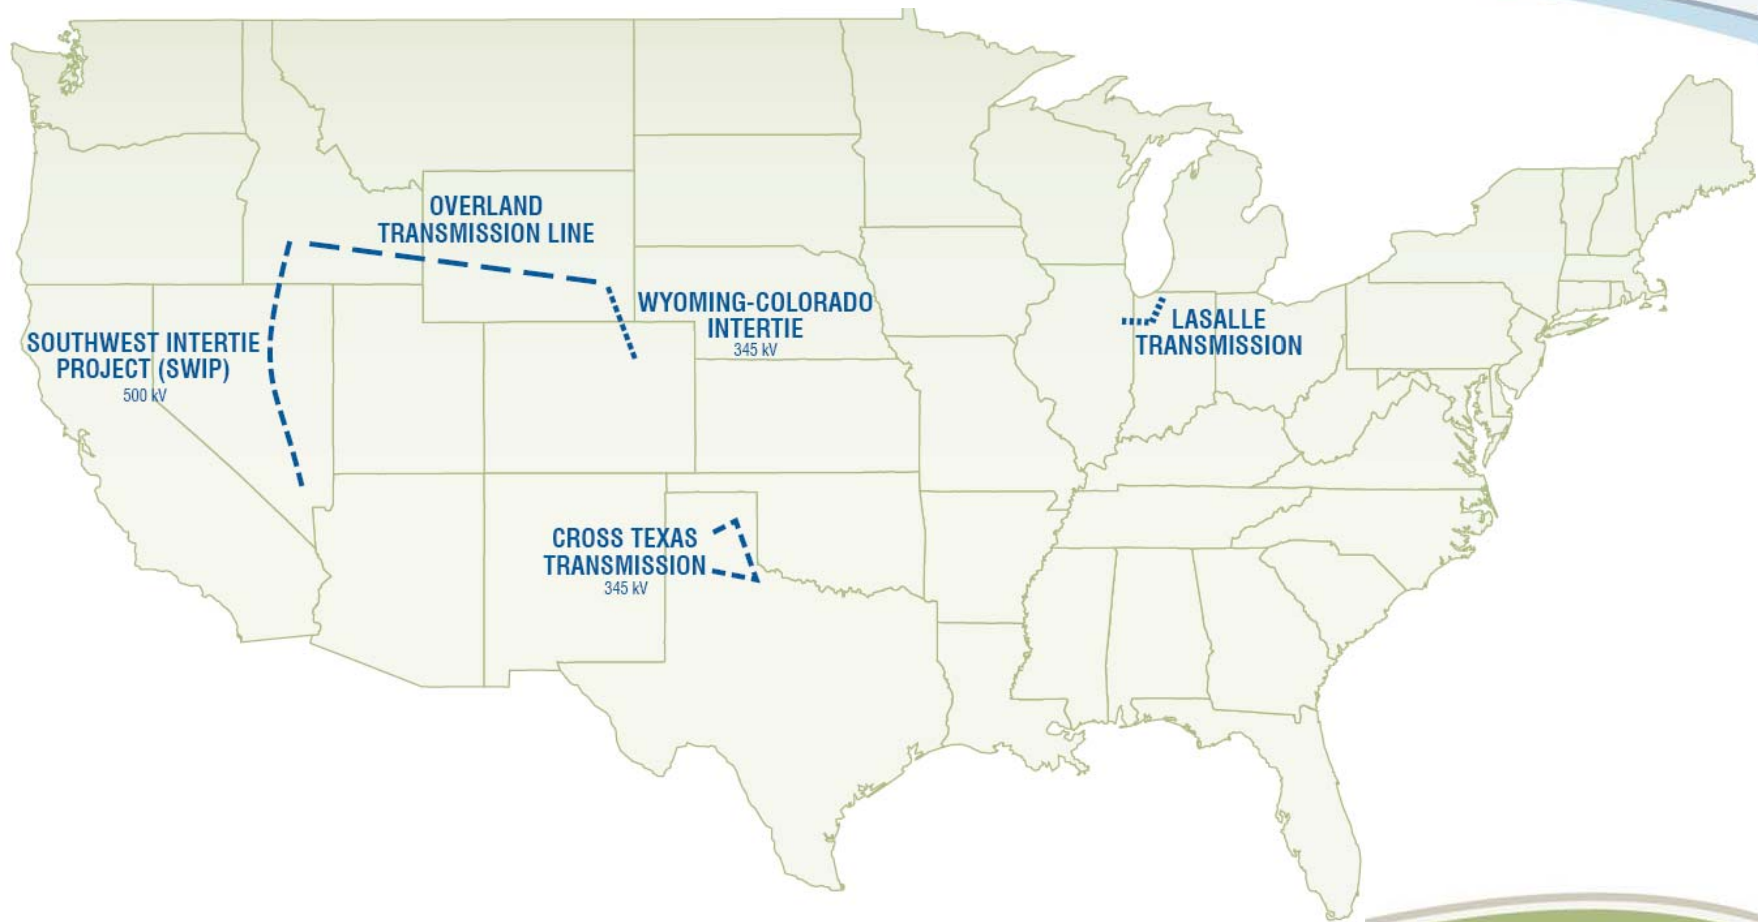 OVERLAND
TRANSMISSION LINE
WYOMING-COLORADO
INTERTIE
345 kV
SOUTHWEST INTERTIE
PROJECT (SWIP)
500 kV
LASALLE
TRANSMISSION
CROSS TEXAS
TRANSMISSION
345 kV